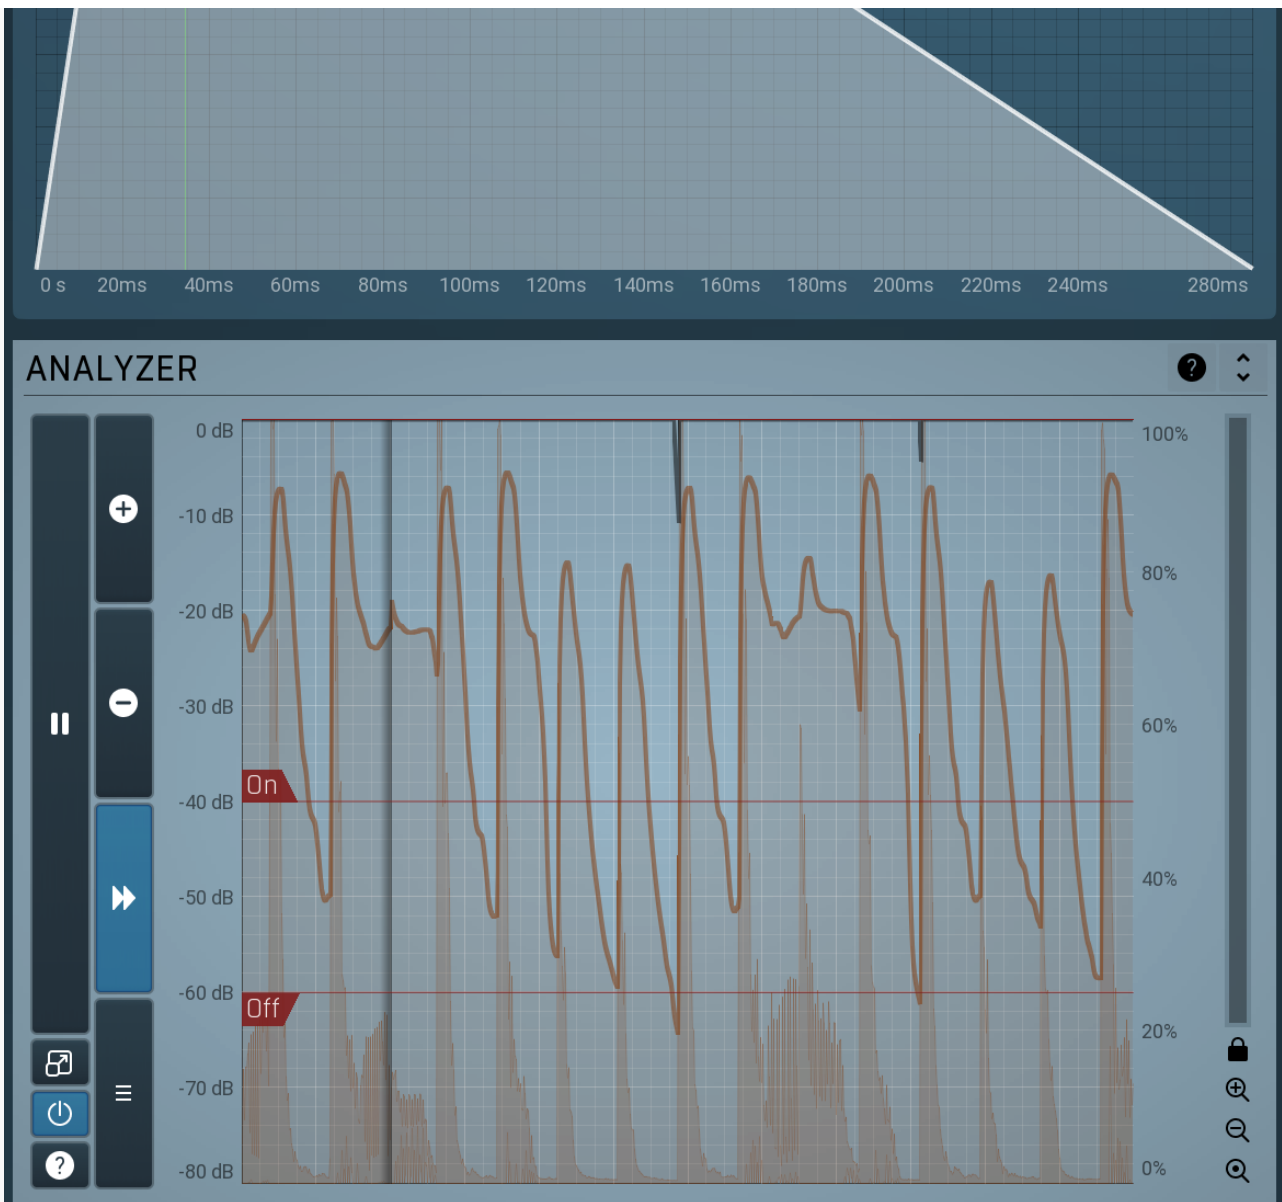 0 s 20ms 40ms 60ms 80ms 100ms 120ms 140ms 160ms 180ms 200ms 220ms 240ms 280ms
ANALYZER
0 dB
100%
-10 dB
80%
-20 dB
-30 dB
60%
On
-40 dB
40%
-50 dB
-60 dB
Off
20%
-70 dB
-80 dB
0%